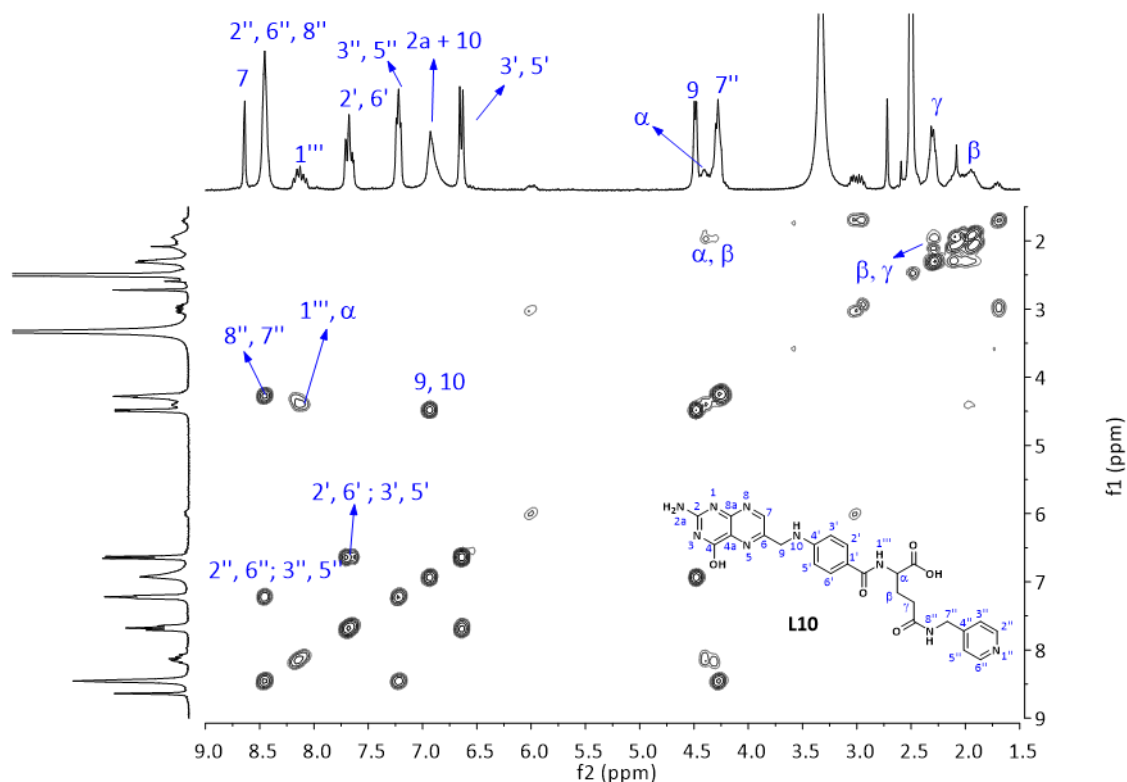 2'', 6'', 8''
7
1'''
2', 6'
3'', 5''
2a + 10
3', 5'
α
9
7''
γ
β
α, β
β, γ
1''', α
8'', 7''
9, 10
2', 6' ; 3', 5'
2'', 6''; 3'', 5''
2
3
4
5
6
7
8
9
f1 (ppm)
H₂N
2a
2
1
N
8a
N
8
7
3
N
4
4a
N
5
6
OH
9
H
N
10
4'
3'
2'
5'
6'
1'
O
1'''
H
N
α
O
OH
β
γ
O
8''
N
H
7''
4''
3''
2''
5''
6''
N
1''
L10
9.0 8.5 8.0 7.5 7.0 6.5 6.0 5.5 5.0 4.5 4.0 3.5 3.0 2.5 2.0 1.5
f2 (ppm)